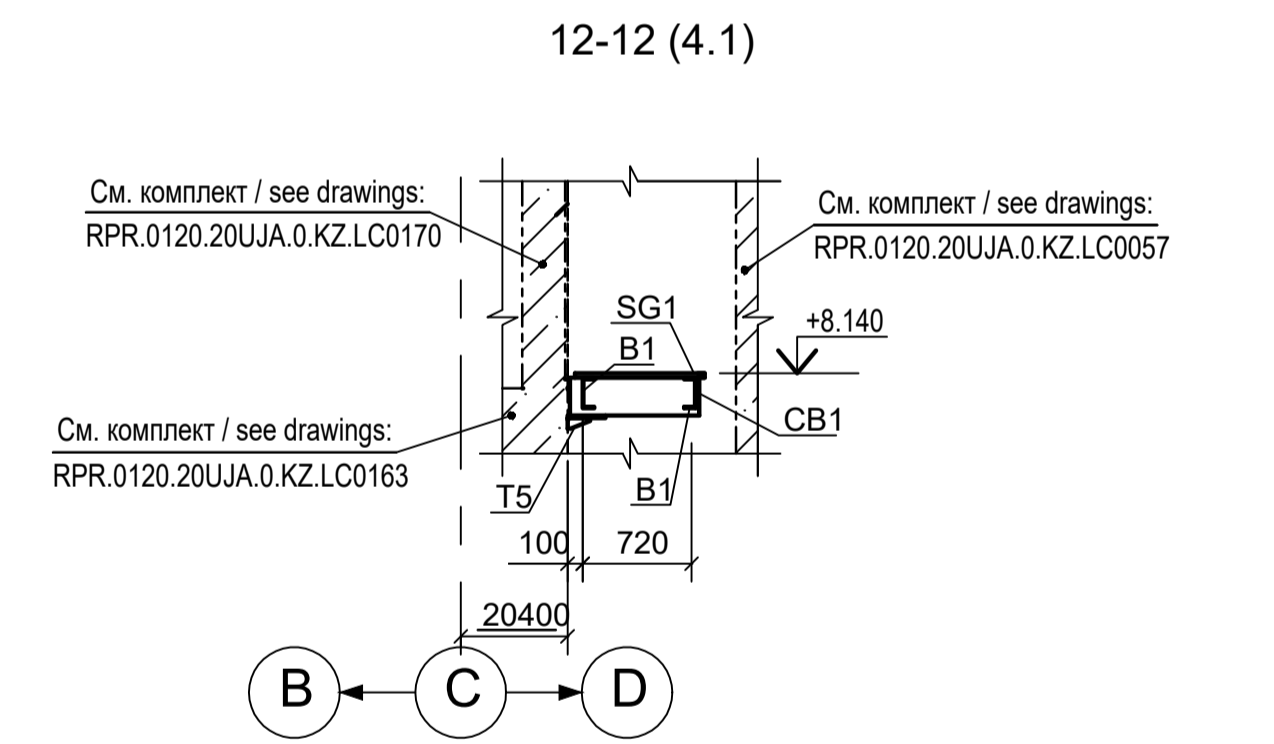 12-12 (4.1)
См. комплект / see drawings:
RPR.0120.20UJA.0.KZ.LC0170
См. комплект / see drawings:
RPR.0120.20UJA.0.KZ.LC0057
SG1
+8.140
B1
CB1
См. комплект / see drawings:
RPR.0120.20UJA.0.KZ.LC0163
T5
B1
100
720
20400
B
C
D